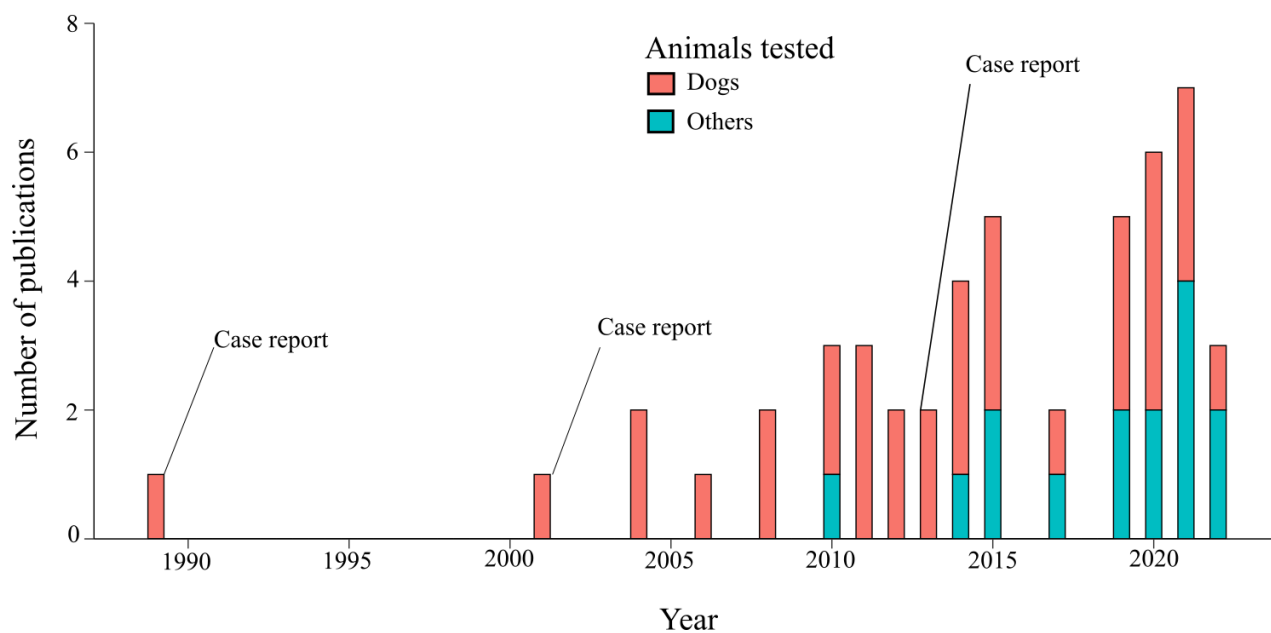 8
6
4
2
0
Number of publications
Animals tested
Dogs
Others
Case report
Case report
Case report
1990
1995
2000
2005
2010
2015
2020
Year